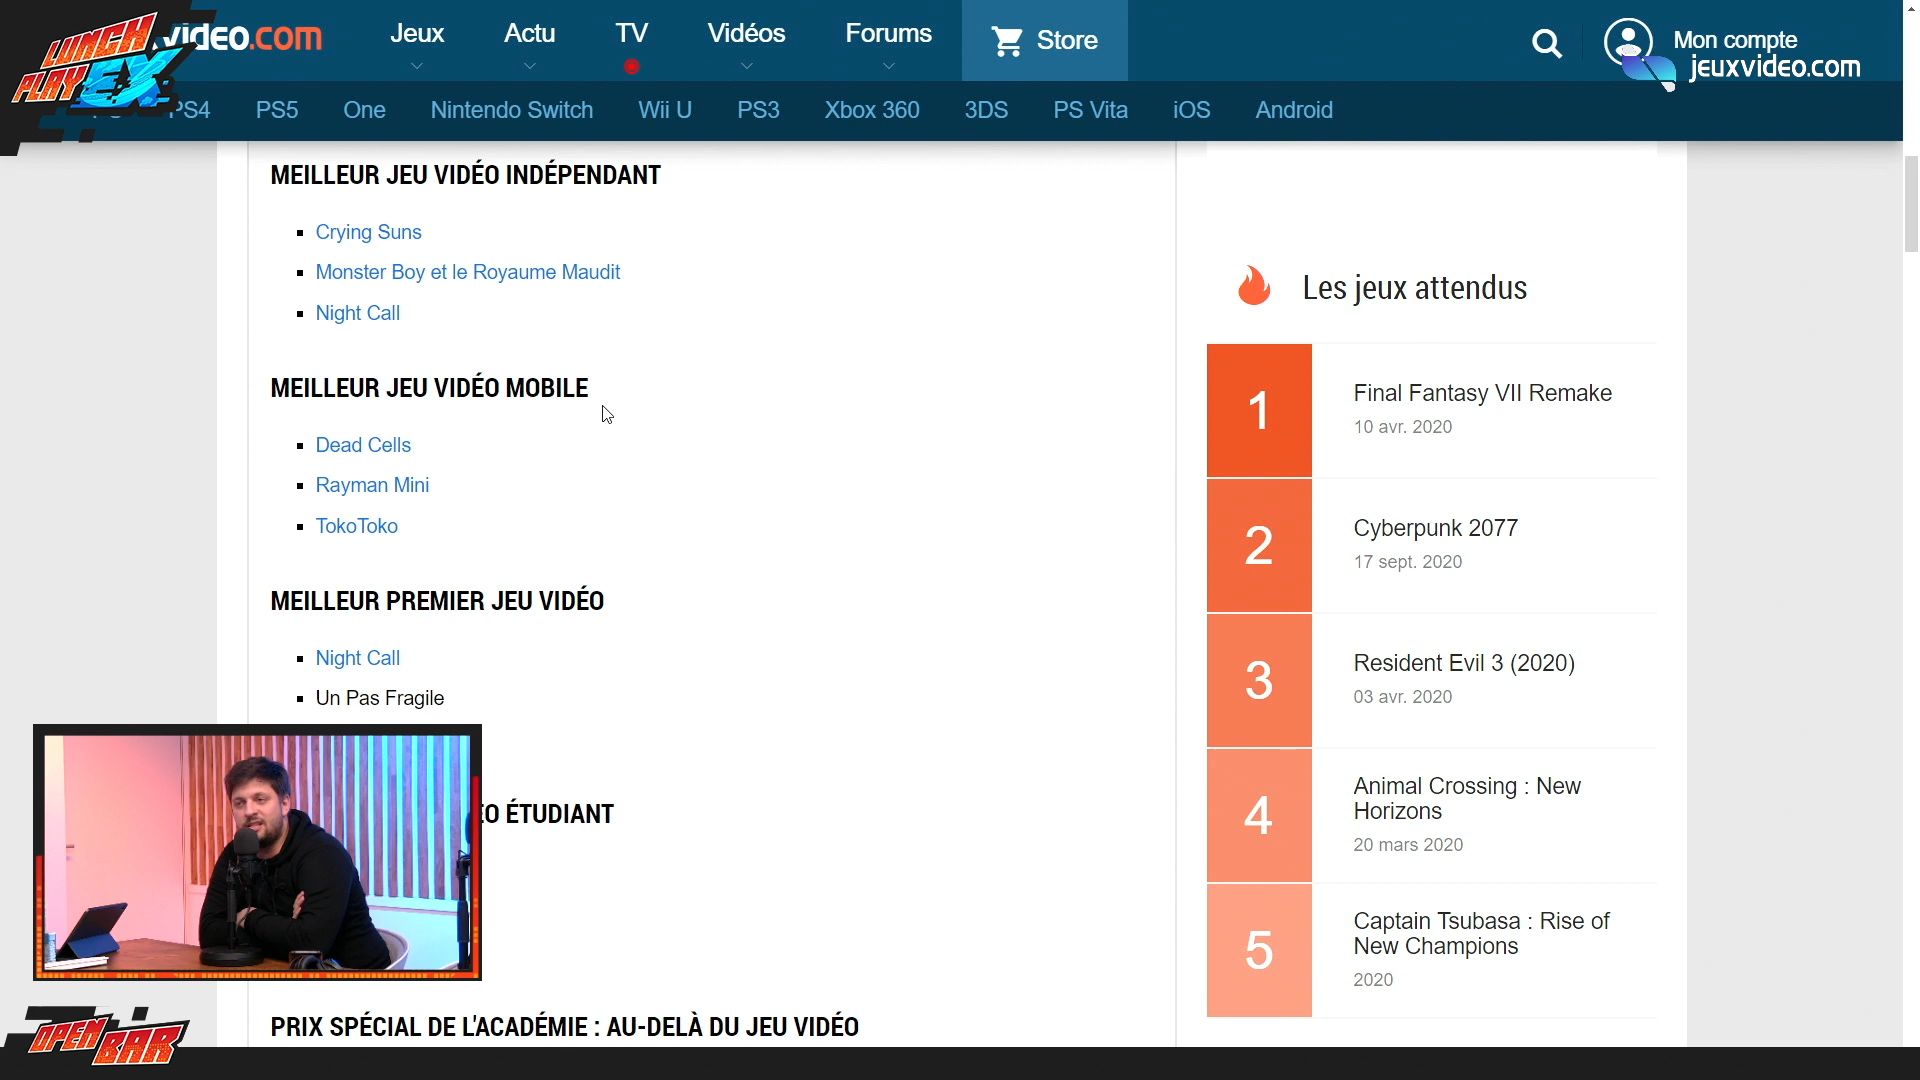 LUNCH
PLAY EX
video.com
Jeux
Actu
TV
Vidéos
Forums
Store
Mon compte
jeuxvideo.com
PS4
PS5
One
Nintendo Switch
Wii U
PS3
Xbox 360
3DS
PS Vita
iOS
Android
MEILLEUR JEU VIDÉO INDÉPENDANT
Crying Suns
Monster Boy et le Royaume Maudit
Night Call
MEILLEUR JEU VIDÉO MOBILE
Dead Cells
Rayman Mini
TokoToko
MEILLEUR PREMIER JEU VIDÉO
Night Call
Un Pas Fragile
ÉO ÉTUDIANT
PRIX SPÉCIAL DE L'ACADÉMIE : AU-DELÀ DU JEU VIDÉO
Les jeux attendus
1
Final Fantasy VII Remake
10 avr. 2020
2
Cyberpunk 2077
17 sept. 2020
3
Resident Evil 3 (2020)
03 avr. 2020
4
Animal Crossing : New
Horizons
20 mars 2020
5
Captain Tsubasa : Rise of
New Champions
2020
OPEN
BAR